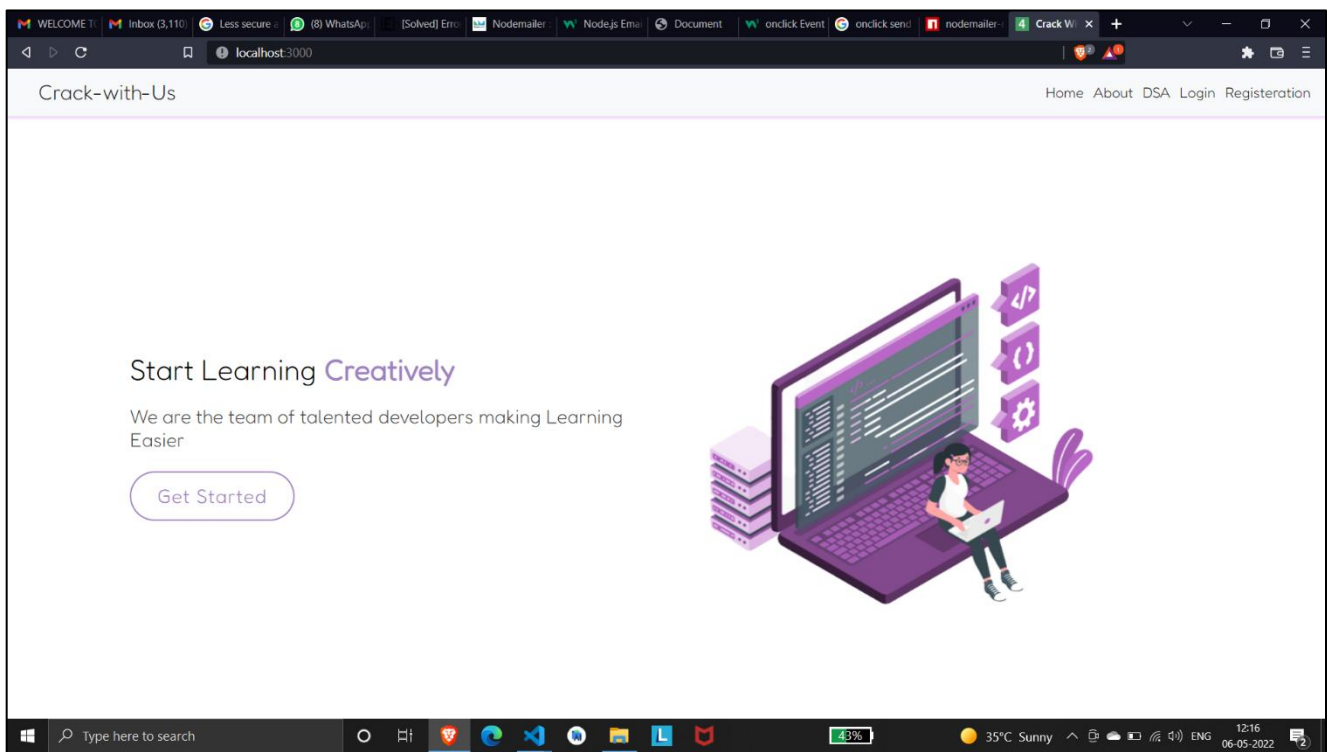 WELCOME TO
Inbox (3,110)
Less secure a
(8) WhatsAp
[Solved] Erro
Nodemailer :
Node.js Emai
Document
onclick Event
onclick send
nodemailer-
Crack Wi
localhost:3000
Crack-with-Us
Home About DSA Login Registeration
Start Learning Creatively
We are the team of talented developers making Learning
Easier
Get Started
Type here to search
43%
35°C Sunny
ENG
12:16
06-05-2022